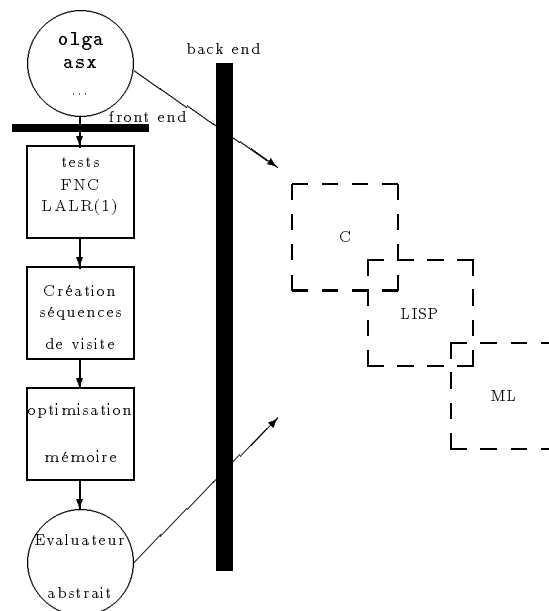 olga
asx
...
back end
front end
tests
FNC
LALR(1)
Création
séquences
de visite
optimisation
mémoire
Evaluateur
abstrait
C
LISP
ML